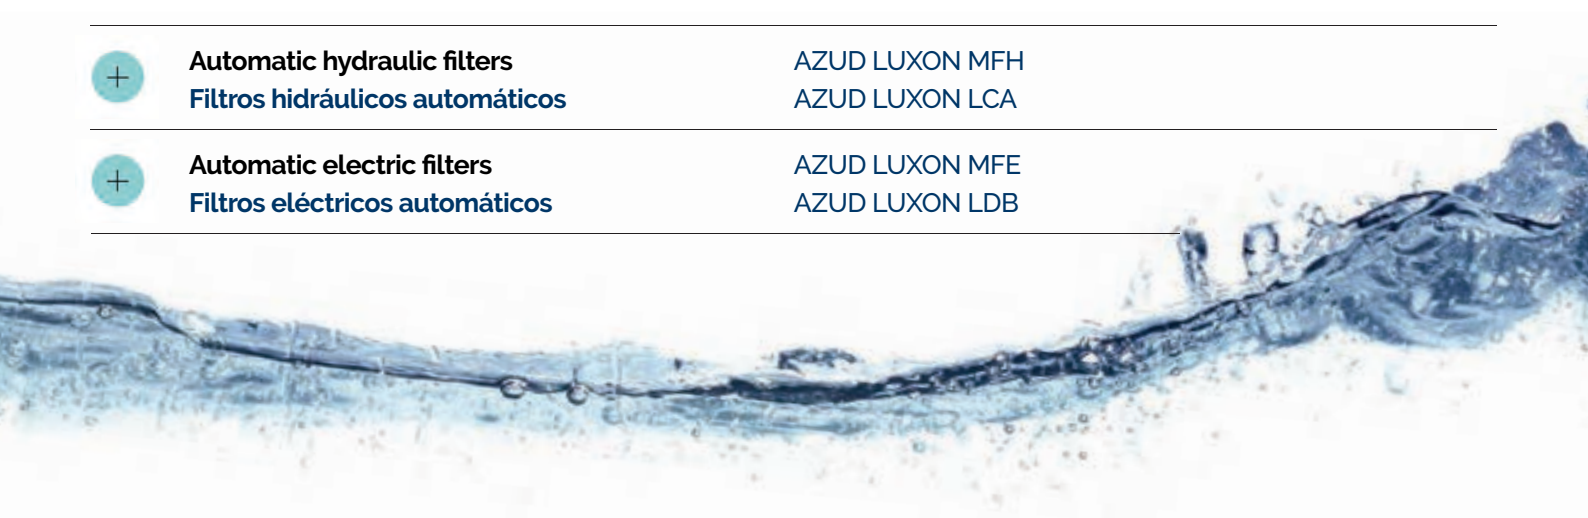 Automatic hydraulic filters AZUD LUXON MFH
Filtros hidráulicos automáticos AZUD LUXON LCA
Automatic electric filters AZUD LUXON MFE
Filtros eléctricos automáticos AZUD LUXON LDB